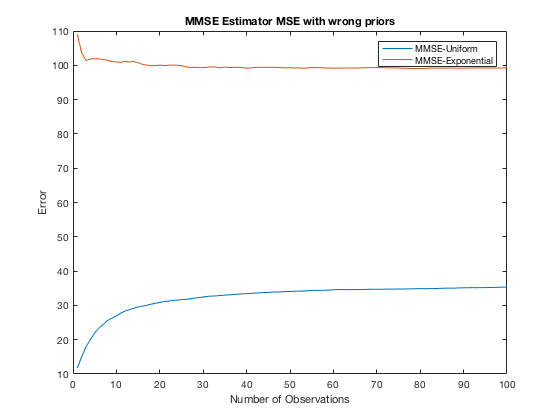 MMSE Estimator MSE with wrong priors
110
100
90
80
70
60
50
40
30
20
10
Error
MMSE-Uniform
MMSE-Exponential
0 10 20 30 40 50 60 70 80 90 100
Number of Observations